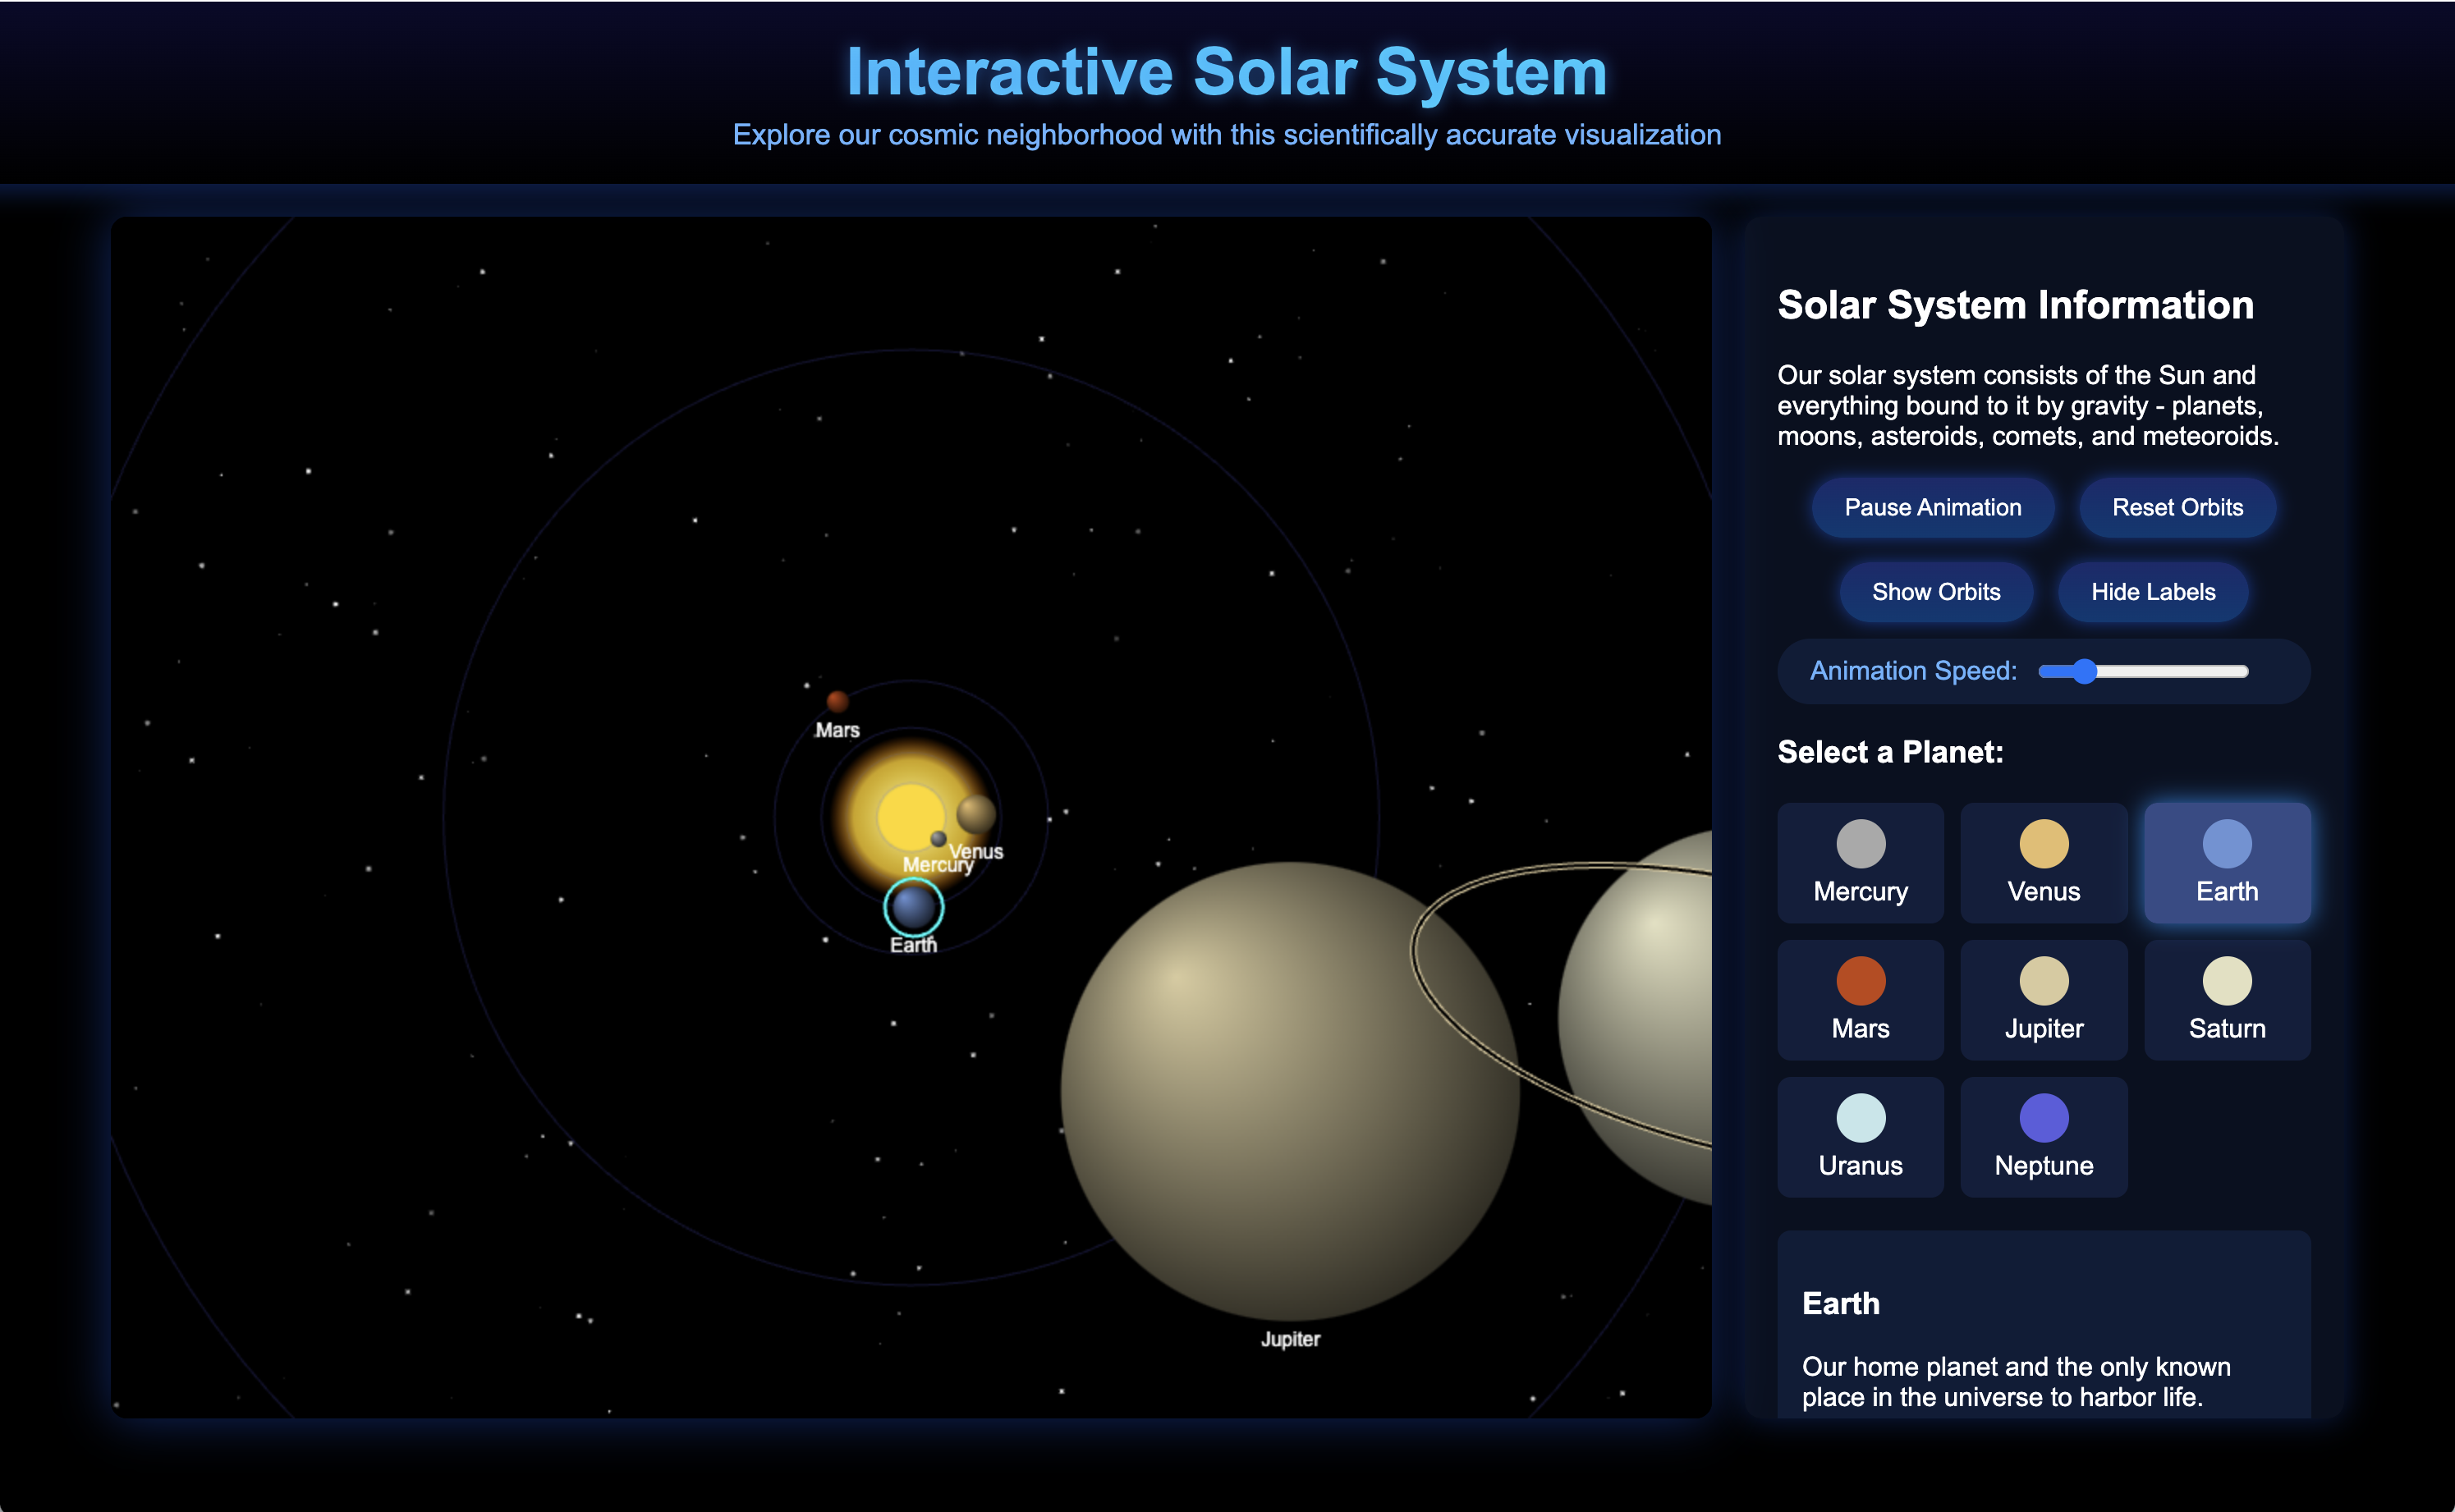 Interactive Solar System
Explore our cosmic neighborhood with this scientifically accurate visualization
Mars
Venus
Mercury
Earth
Jupiter
Solar System Information
Our solar system consists of the Sun and
everything bound to it by gravity - planets,
moons, asteroids, comets, and meteoroids.
Pause Animation
Reset Orbits
Show Orbits
Hide Labels
Animation Speed:
Select a Planet:
Mercury
Venus
Earth
Mars
Jupiter
Saturn
Uranus
Neptune
Earth
Our home planet and the only known
place in the universe to harbor life.